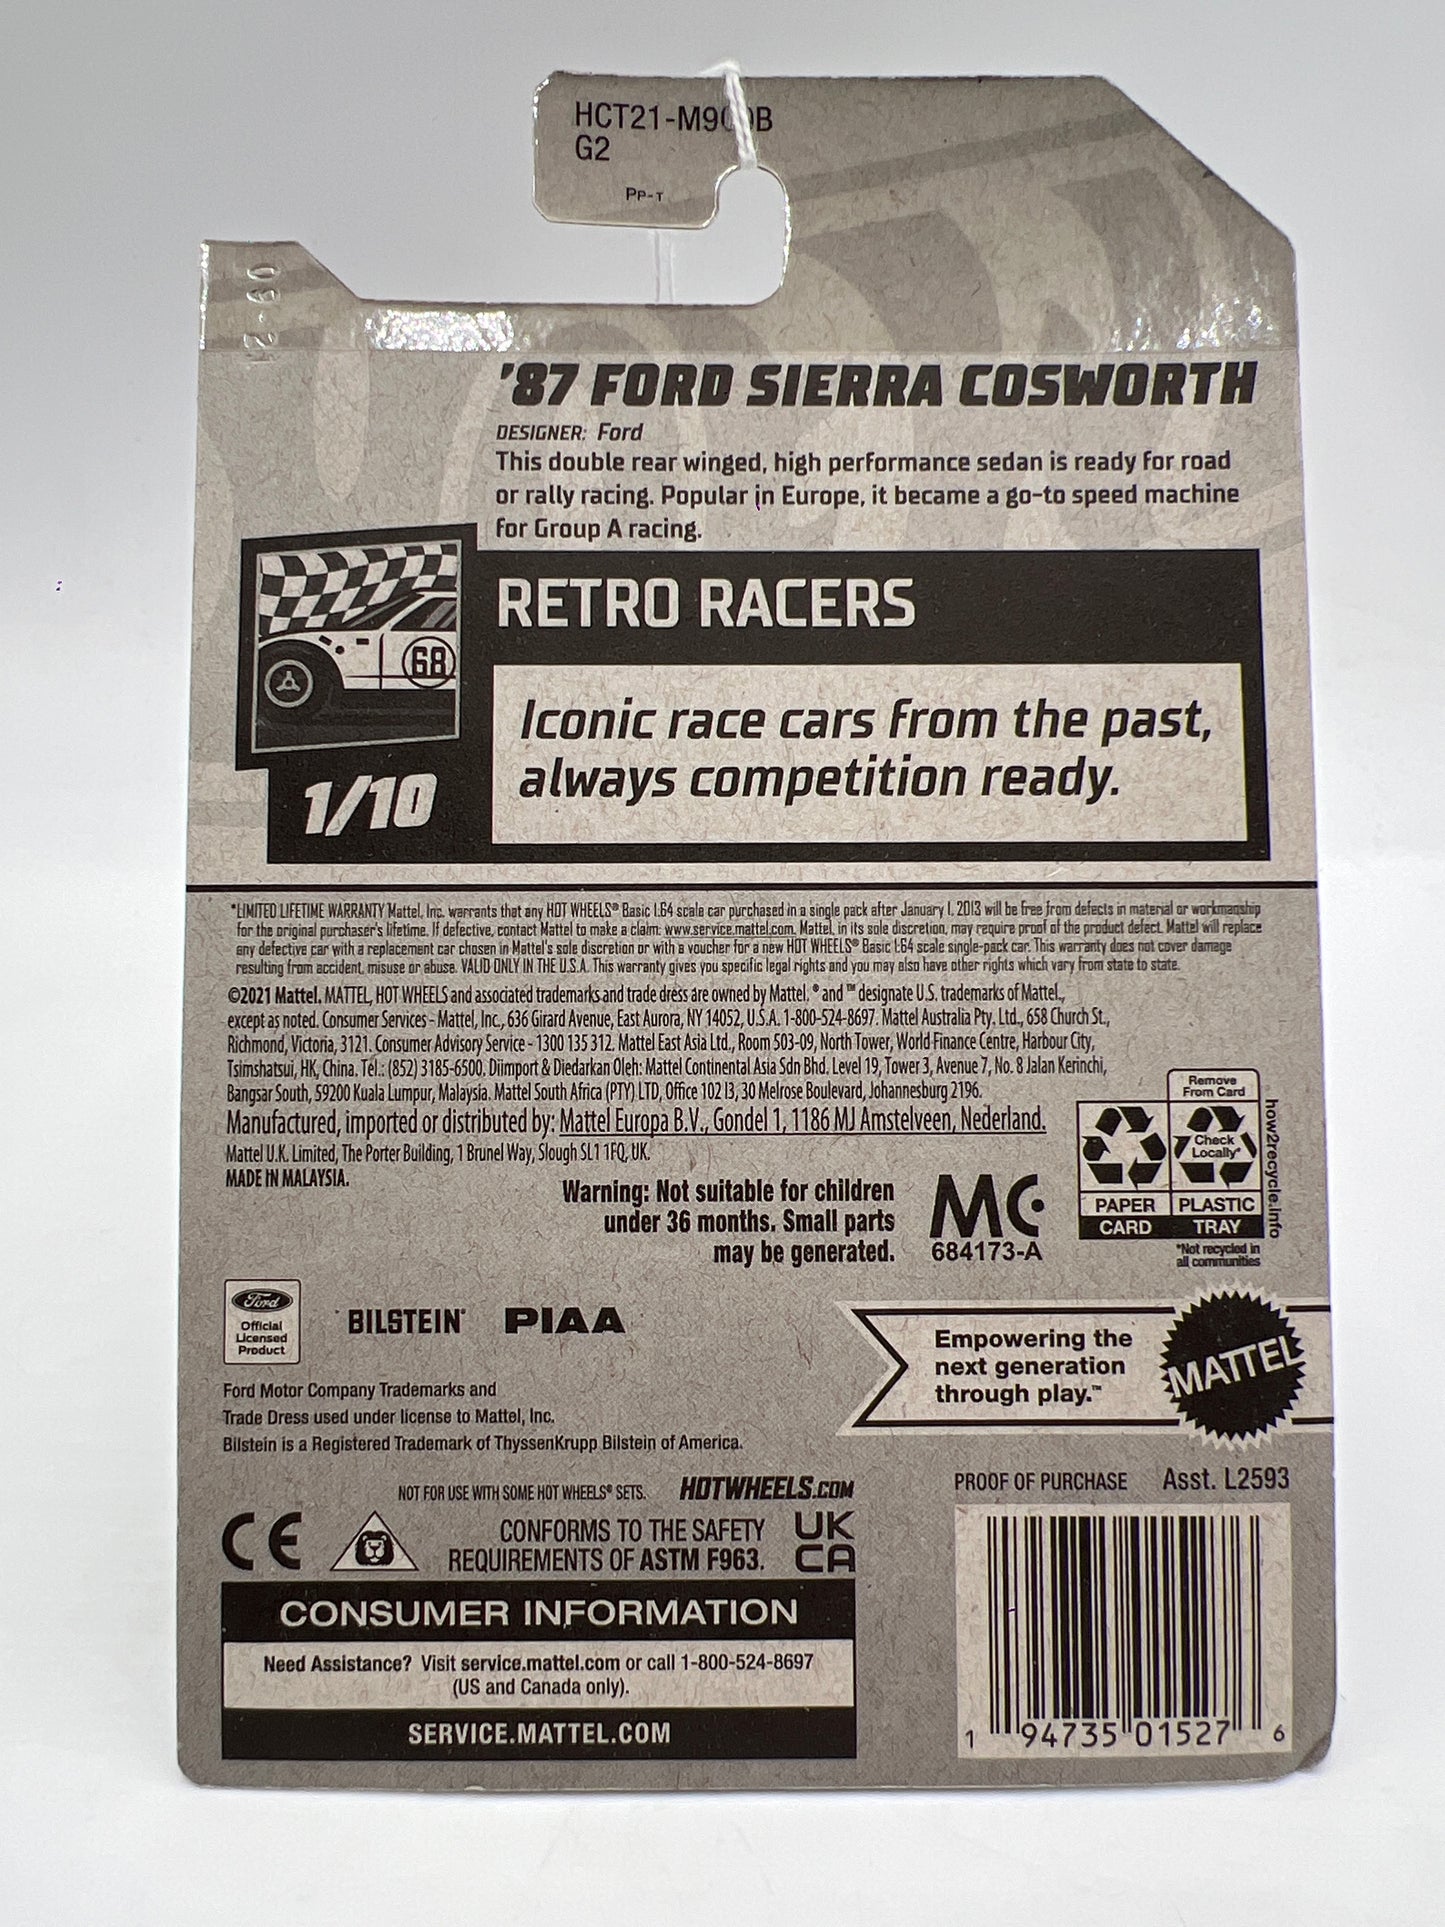 HCT21-M9
G2
PP-T
'87 FORD SIERRA COSWORTH
DESIGNER: Ford
This double rear winged, high performance sedan is ready for road
or rally racing. Popular in Europe, it became a go-to speed machine
for Group A racing.
68
RETRO RACERS
Iconic race cars from the past,
always competition ready.
1/10
*LIMITED LIFETIME WARRANTY Mattel, Inc. warrants that any HOT WHEELS® Basic 1:64 scale car purchased in a single pack after January 1, 2013 will be free from defects in material or workmanship
for the original purchaser's lifetime. If defective, contact Mattel to make a claim: www.service.mattel.com. Mattel, in its sole discretion, may require proof of the product defect. Mattel will replace
any defective car with a replacement car chosen in Mattel's sole discretion or with a voucher for a new HOT WHEELS® Basic 1:64 scale single-pack car. This warranty does not cover damage
resulting from accident, misuse or abuse. VALID ONLY IN THE U.S.A. This warranty gives you specific legal rights and you may also have other rights which vary from state to state.
©2021 Mattel. MATTEL, HOT WHEELS and associated trademarks and trade dress are owned by Mattel. ® and ™ designate U.S. trademarks of Mattel.,
except as noted. Consumer Services - Mattel, Inc., 636 Girard Avenue, East Aurora, NY 14052, U.S.A. 1-800-524-8697. Mattel Australia Pty. Ltd., 658 Church St.,
Richmond, Victoria, 3121. Consumer Advisory Service - 1300 135 312. Mattel East Asia Ltd., Room 503-09, North Tower, World Finance Centre, Harbour City,
Tsimshatsui, HK, China. Tel.: (852) 3185-6500. Diimport & Diedarkan Oleh: Mattel Continental Asia Sdn Bhd. Level 19, Tower 3, Avenue 7, No. 8 Jalan Kerinchi,
Bangsar South, 59200 Kuala Lumpur, Malaysia. Mattel South Africa (PTY) LTD, Office 102 I3, 30 Melrose Boulevard, Johannesburg 2196.
Manufactured, imported or distributed by: Mattel Europa B.V., Gondel 1, 1186 MJ Amstelveen, Nederland.
Mattel U.K. Limited, The Porter Building, 1 Brunel Way, Slough SL1 1FQ, UK.
MADE IN MALAYSIA.
Warning: Not suitable for children
under 36 months. Small parts
may be generated.
MC
684173-A
Remove
From Card
Check
Locally*
PAPER
PLASTIC
CARD
TRAY
how2recycle.info
*Not recycled in
all communities
Ford
Official
Licensed
Product
BILSTEIN®
PIAA
Empowering the
next generation
through play.™
MATTEL
Ford Motor Company Trademarks and
Trade Dress used under license to Mattel, Inc.
Bilstein is a Registered Trademark of ThyssenKrupp Bilstein of America.
NOT FOR USE WITH SOME HOT WHEELS® SETS.
HOTWHEELS.COM
PROOF OF PURCHASE
Asst. L2593
CE
CONFORMS TO THE SAFETY
REQUIREMENTS OF ASTM F963.
UK
CA
CONSUMER INFORMATION
Need Assistance? Visit service.mattel.com or call 1-800-524-8697
(US and Canada only).
SERVICE.MATTEL.COM
1 94735 01527 6